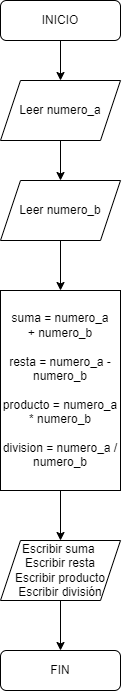 INICIO
Leer numero_a
Leer numero_b
suma = numero_a
+ numero_b
resta = numero_a -
numero_b
producto = numero_a
* numero_b
division = numero_a /
numero_b
Escribir suma
Escribir resta
Escribir producto
Escribir división
FIN